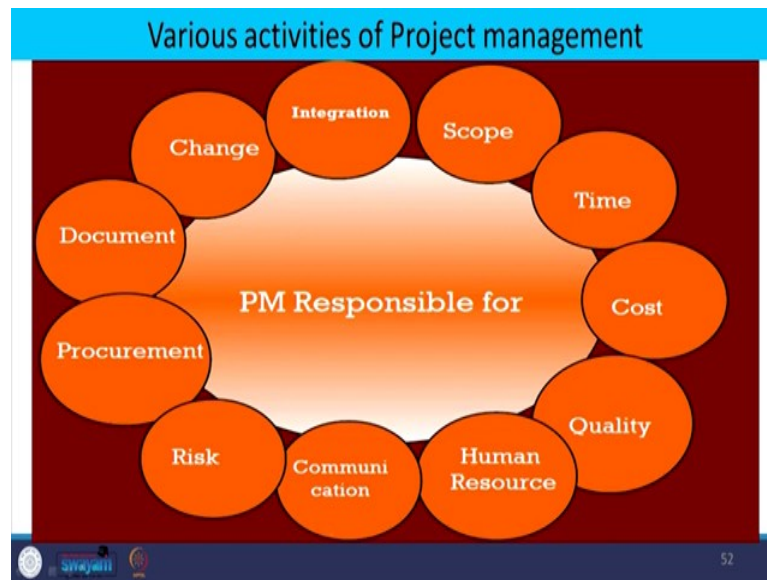 Various activities of Project management
Integration
Scope
Time
Cost
Quality
Human
Resource
Communi
cation
Risk
Procurement
Document
Change
PM Responsible for
swayam
52